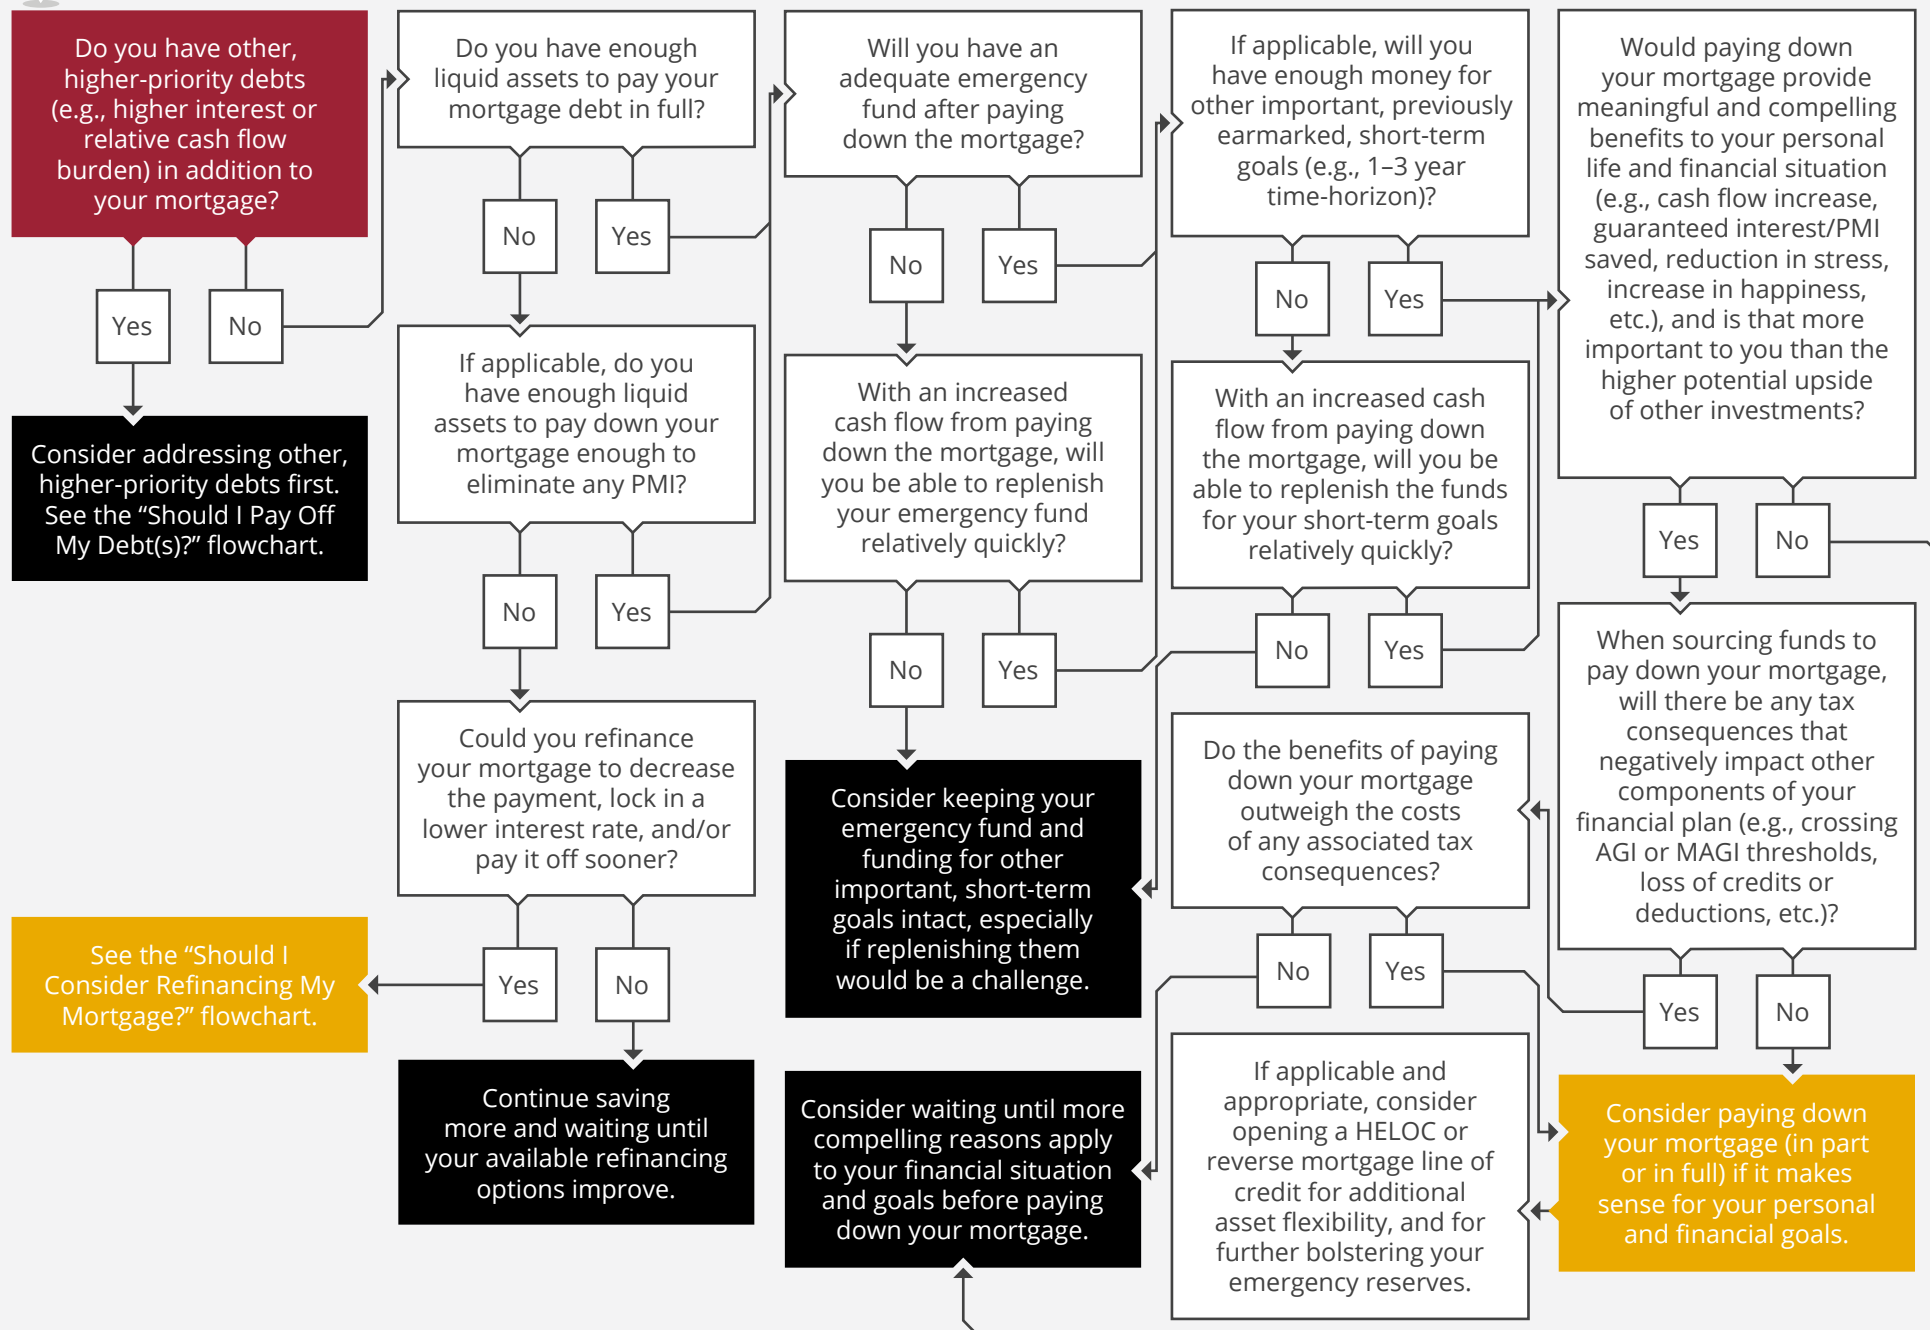 Do you have other,
higher-priority debts
(e.g., higher interest or
relative cash flow
burden) in addition to
your mortgage?
Yes
No
Consider addressing other,
higher-priority debts first.
See the “Should I Pay Off
My Debt(s)?” flowchart.
Do you have enough
liquid assets to pay your
mortgage debt in full?
No
Yes
If applicable, do you
have enough liquid
assets to pay down your
mortgage enough to
eliminate any PMI?
No
Yes
Could you refinance
your mortgage to decrease
the payment, lock in a
lower interest rate, and/or
pay it off sooner?
Yes
No
See the “Should I
Consider Refinancing My
Mortgage?” flowchart.
Continue saving
more and waiting until
your available refinancing
options improve.
Will you have an
adequate emergency
fund after paying
down the mortgage?
No
Yes
With an increased
cash flow from paying
down the mortgage, will
you be able to replenish
your emergency fund
relatively quickly?
No
Yes
Consider keeping your
emergency fund and
funding for other
important, short-term
goals intact, especially
if replenishing them
would be a challenge.
Consider waiting until more
compelling reasons apply
to your financial situation
and goals before paying
down your mortgage.
If applicable, will you
have enough money for
other important, previously
earmarked, short-term
goals (e.g., 1–3 year
time-horizon)?
No
Yes
With an increased cash
flow from paying down
the mortgage, will you be
able to replenish the funds
for your short-term goals
relatively quickly?
No
Yes
Do the benefits of paying
down your mortgage
outweigh the costs
of any associated tax
consequences?
No
Yes
If applicable and
appropriate, consider
opening a HELOC or
reverse mortgage line of
credit for additional
asset flexibility, and for
further bolstering your
emergency reserves.
Would paying down
your mortgage provide
meaningful and compelling
benefits to your personal
life and financial situation
(e.g., cash flow increase,
guaranteed interest/PMI
saved, reduction in stress,
increase in happiness,
etc.), and is that more
important to you than the
higher potential upside
of other investments?
Yes
No
When sourcing funds to
pay down your mortgage,
will there be any tax
consequences that
negatively impact other
components of your
financial plan (e.g., crossing
AGI or MAGI thresholds,
loss of credits or
deductions, etc.)?
Yes
No
Consider paying down
your mortgage (in part
or in full) if it makes
sense for your personal
and financial goals.